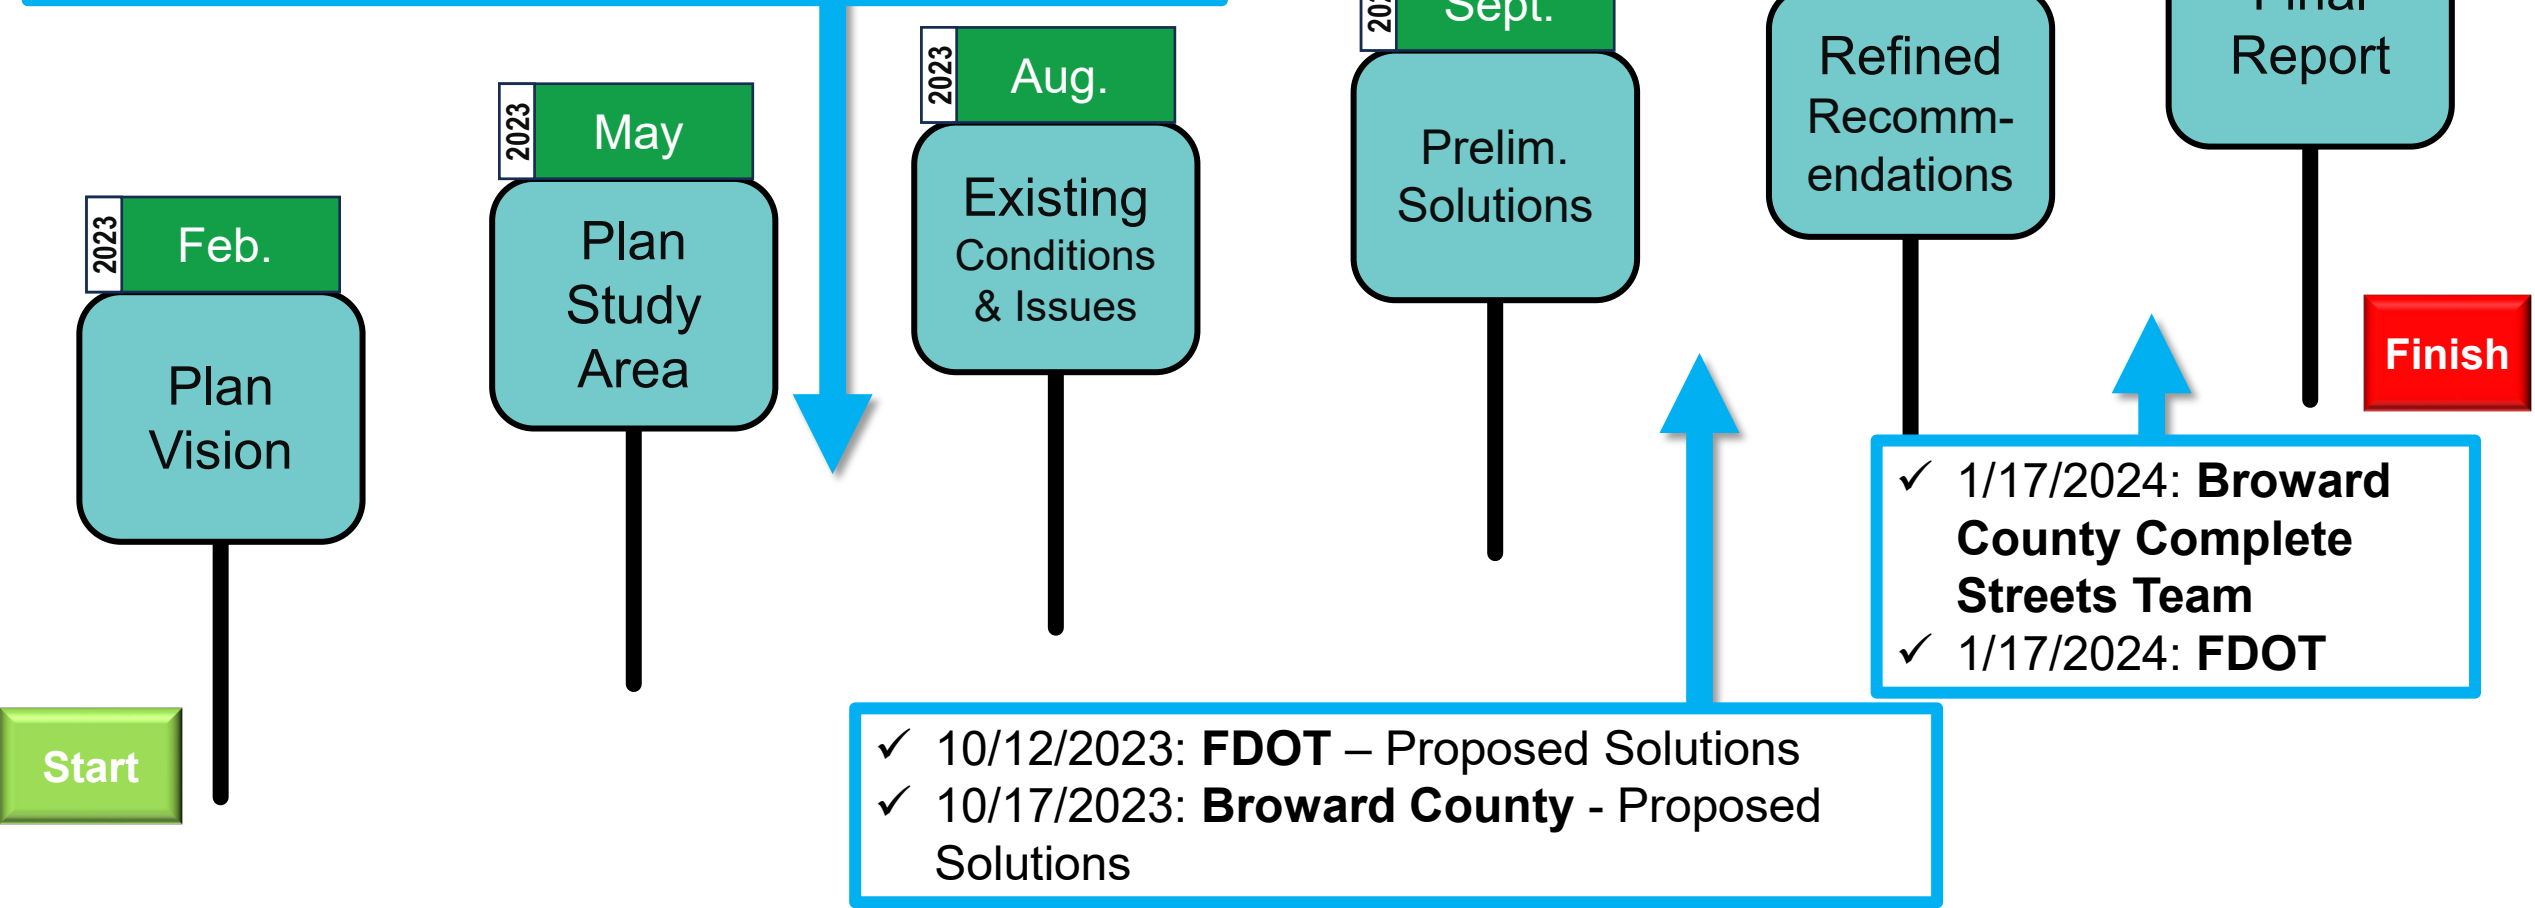 2023
Feb.
Plan
Vision
2023
May
Plan
Study
Area
2023
Aug.
Existing
Conditions
& Issues
Sept.
Prelim.
Solutions
Refined
Recomm-
endations
Final
Report
Start
Finish
✓ 10/12/2023: FDOT – Proposed Solutions
✓ 10/17/2023: Broward County - Proposed
Solutions
✓ 1/17/2024: Broward
County Complete
Streets Team
✓ 1/17/2024: FDOT